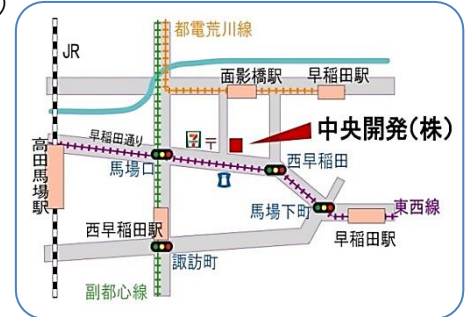 都電荒川線
JR
面影橋駅
早稲田駅
早稲田通り
7
〒
中央開発(株)
高田馬場駅
馬場口
西早稲田
馬場下町
東西線
西早稲田駅
早稲田駅
諏訪町
副都心線